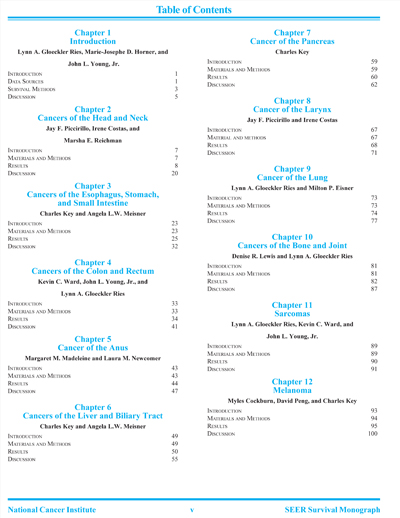 Table of Contents
Chapter 1
Introduction
Lynn A. Gloeckler Ries, Marie-Josephe D. Horner, and
John L. Young, Jr.
Introduction 1
Data Sources 1
Survival Methods 3
Discussion 5
Chapter 2
Cancers of the Head and Neck
Jay F. Piccirillo, Irene Costas, and
Marsha E. Reichman
Introduction 7
Materials and Methods 7
Results 8
Discussion 20
Chapter 3
Cancers of the Esophagus, Stomach,
and Small Intestine
Charles Key and Angela L.W. Meisner
Introduction 23
Materials and Methods 23
Results 25
Discussion 32
Chapter 4
Cancers of the Colon and Rectum
Kevin C. Ward, John L. Young, Jr., and
Lynn A. Gloeckler Ries
Introduction 33
Materials and Methods 33
Results 34
Discussion 41
Chapter 5
Cancer of the Anus
Margaret M. Madeleine and Laura M. Newcomer
Introduction 43
Materials and Methods 43
Results 44
Discussion 47
Chapter 6
Cancers of the Liver and Biliary Tract
Charles Key and Angela L.W. Meisner
Introduction 49
Materials and Methods 49
Results 50
Discussion 55
Chapter 7
Cancer of the Pancreas
Charles Key
Introduction 59
Materials and Methods 59
Results 60
Discussion 62
Chapter 8
Cancer of the Larynx
Jay F. Piccirillo and Irene Costas
Introduction 67
Material and methods 67
Results 68
Discussion 71
Chapter 9
Cancer of the Lung
Lynn A. Gloeckler Ries and Milton P. Eisner
Introduction 73
Materials and Methods 73
Results 74
Discussion 77
Chapter 10
Cancers of the Bone and Joint
Denise R. Lewis and Lynn A. Gloeckler Ries
Introduction 81
Materials and Methods 81
Results 82
Discussion 87
Chapter 11
Sarcomas
Lynn A. Gloeckler Ries, Kevin C. Ward, and
John L. Young, Jr.
Introduction 89
Materials and Methods 89
Results 90
Discussion 91
Chapter 12
Melanoma
Myles Cockburn, David Peng, and Charles Key
Introduction 93
Materials and Methods 94
Results 95
Discussion 100
National Cancer Institute v SEER Survival Monograph